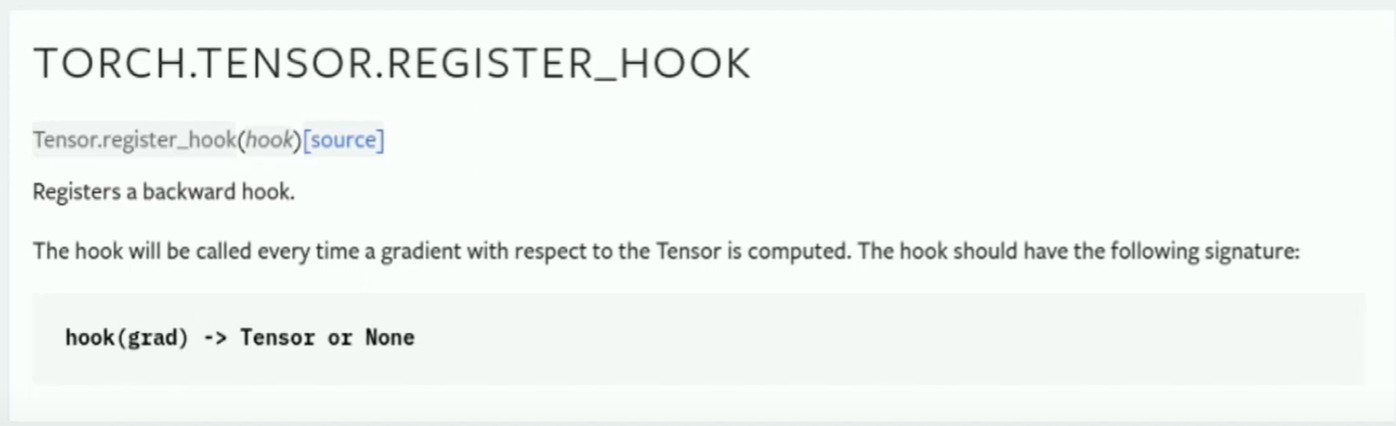 TORCH.TENSOR.REGISTER_HOOK
Tensor.register_hook(hook)[source]
Registers a backward hook.
The hook will be called every time a gradient with respect to the Tensor is computed. The hook should have the following signature:
hook(grad) -> Tensor or None